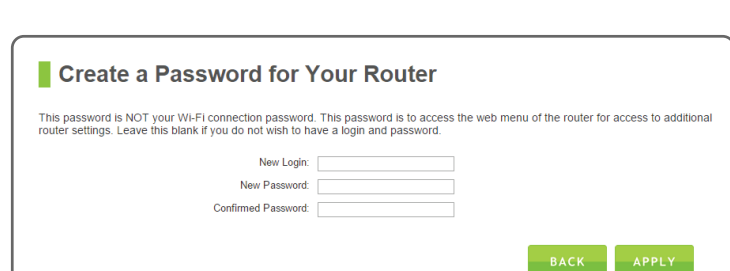 Create a Password for Your Router
This password is NOT your Wi-Fi connection password. This password is to access the web menu of the router for access to additional
router settings. Leave this blank if you do not wish to have a login and password.
New Login:
New Password:
Confirmed Password:
BACK APPLY